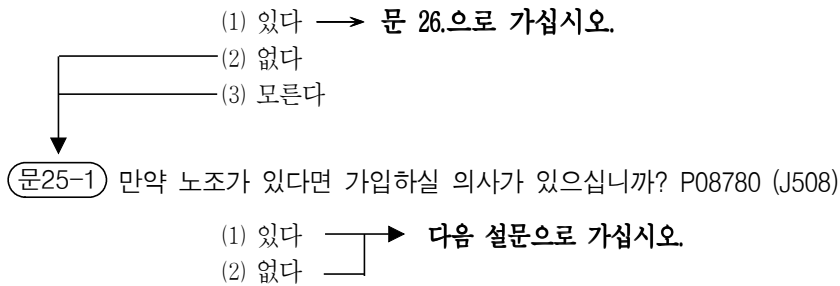 (1) 있다 → 문 26.으로 가십시오.
(2) 없다
(3) 모른다
문25-1 만약 노조가 있다면 가입하실 의사가 있으십니까? P08780 (J508)
(1) 있다 → 다음 설문으로 가십시오.
(2) 없다